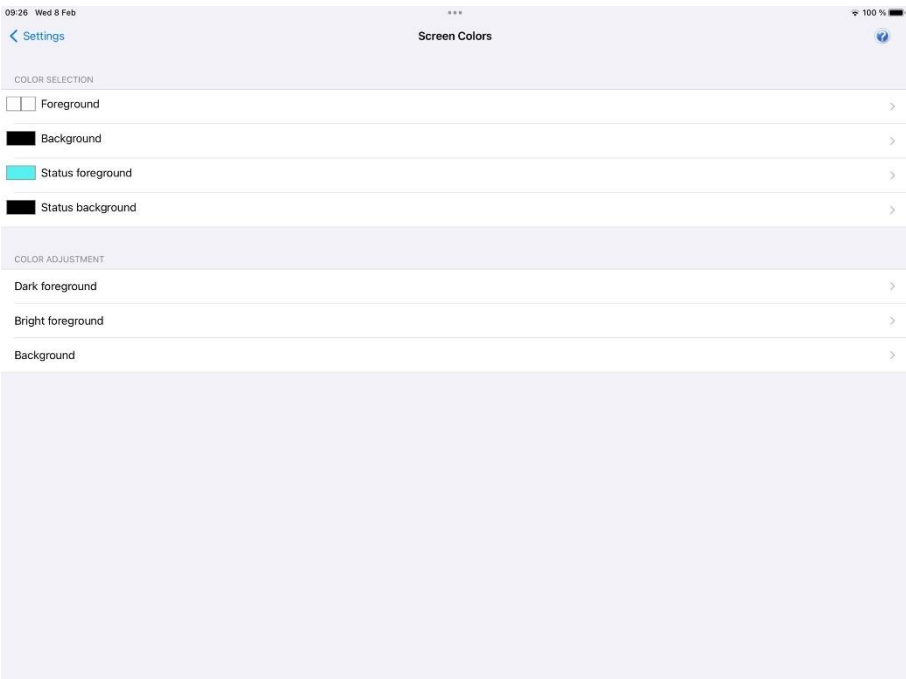 09:26 Wed 8 Feb 100 %
Settings Screen Colors ?
COLOR SELECTION
Foreground
Background
Status foreground
Status background
COLOR ADJUSTMENT
Dark foreground
Bright foreground
Background